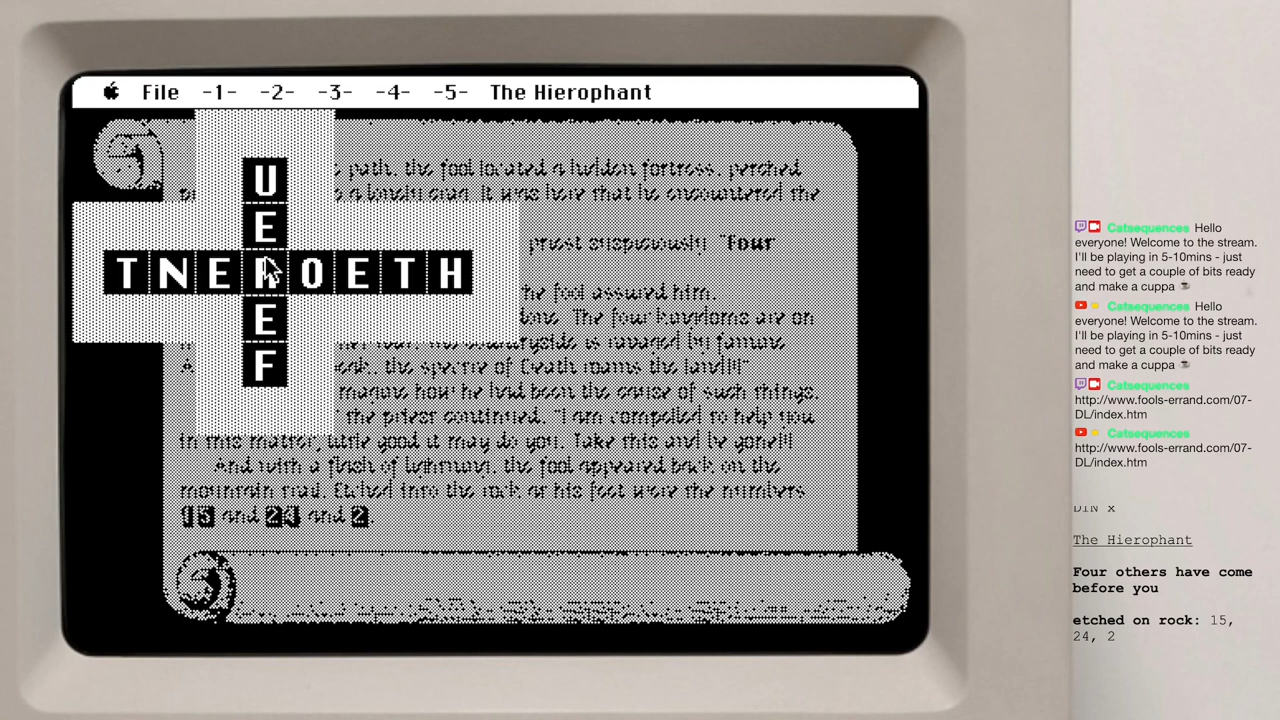 File -1- -2- -3- -4- -5- The Hierophant
path, the fool located a hidden fortress, perched
a lonely crag. It was here that he encountered the
priest suspiciously. "Four
the fool assured him.
The four kingdoms are on
the countryside is ravaged by famine
the specter of Death roams the land!"
he had been the cause of such things.
the priest continued. "I am compelled to help you
in this matter, little good it may do you. Take this and be gone!"
And with a flash of lightning, the fool appeared back on the
mountain road. Etched into the rock at his feet were the numbers
15 and 24 and 2.
U
E
TNEROETH
E
F
Catsequences Hello
everyone! Welcome to the stream.
I'll be playing in 5-10mins - just
need to get a couple of bits ready
and make a cuppa
Catsequences Hello
everyone! Welcome to the stream.
I'll be playing in 5-10mins - just
need to get a couple of bits ready
and make a cuppa
Catsequences
http://www.fools-errand.com/07-
DL/index.htm
Catsequences
http://www.fools-errand.com/07-
DL/index.htm
The Hierophant
Four others have come
before you
etched on rock: 15,
24, 2